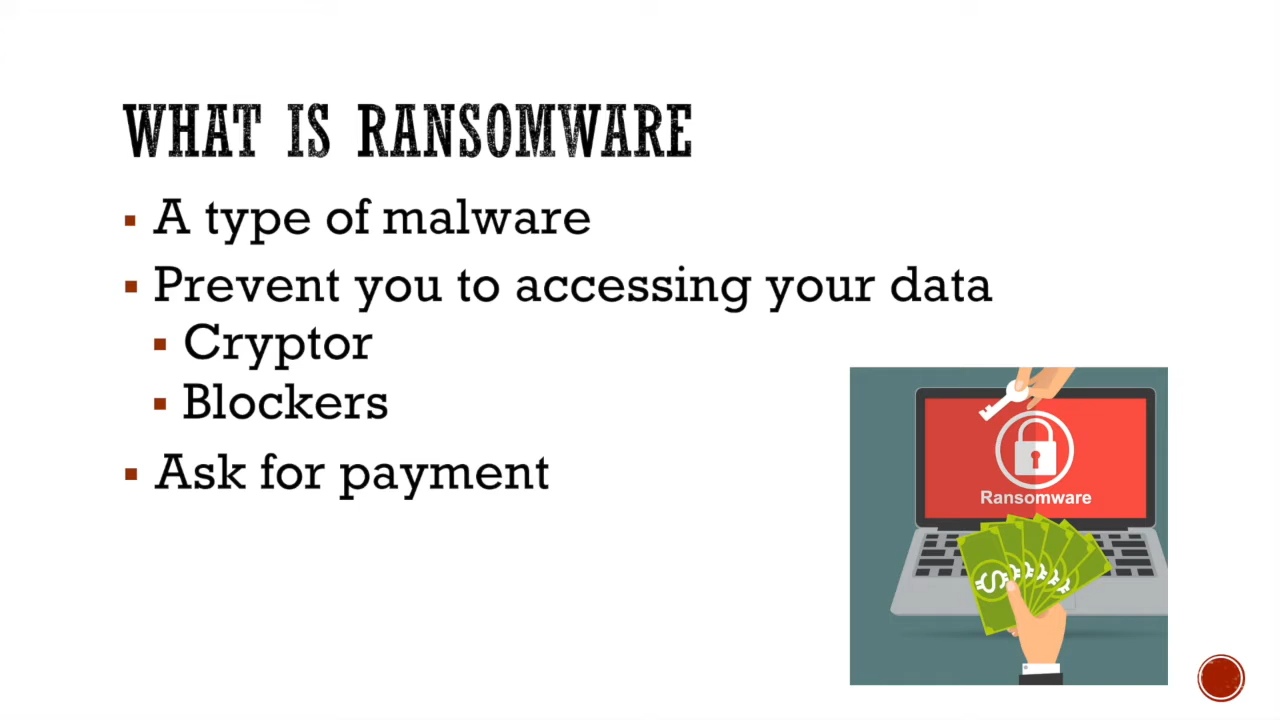 WHAT IS RANSOMWARE
A type of malware
Prevent you to accessing your data
Cryptor
Blockers
Ask for payment
Ransomware